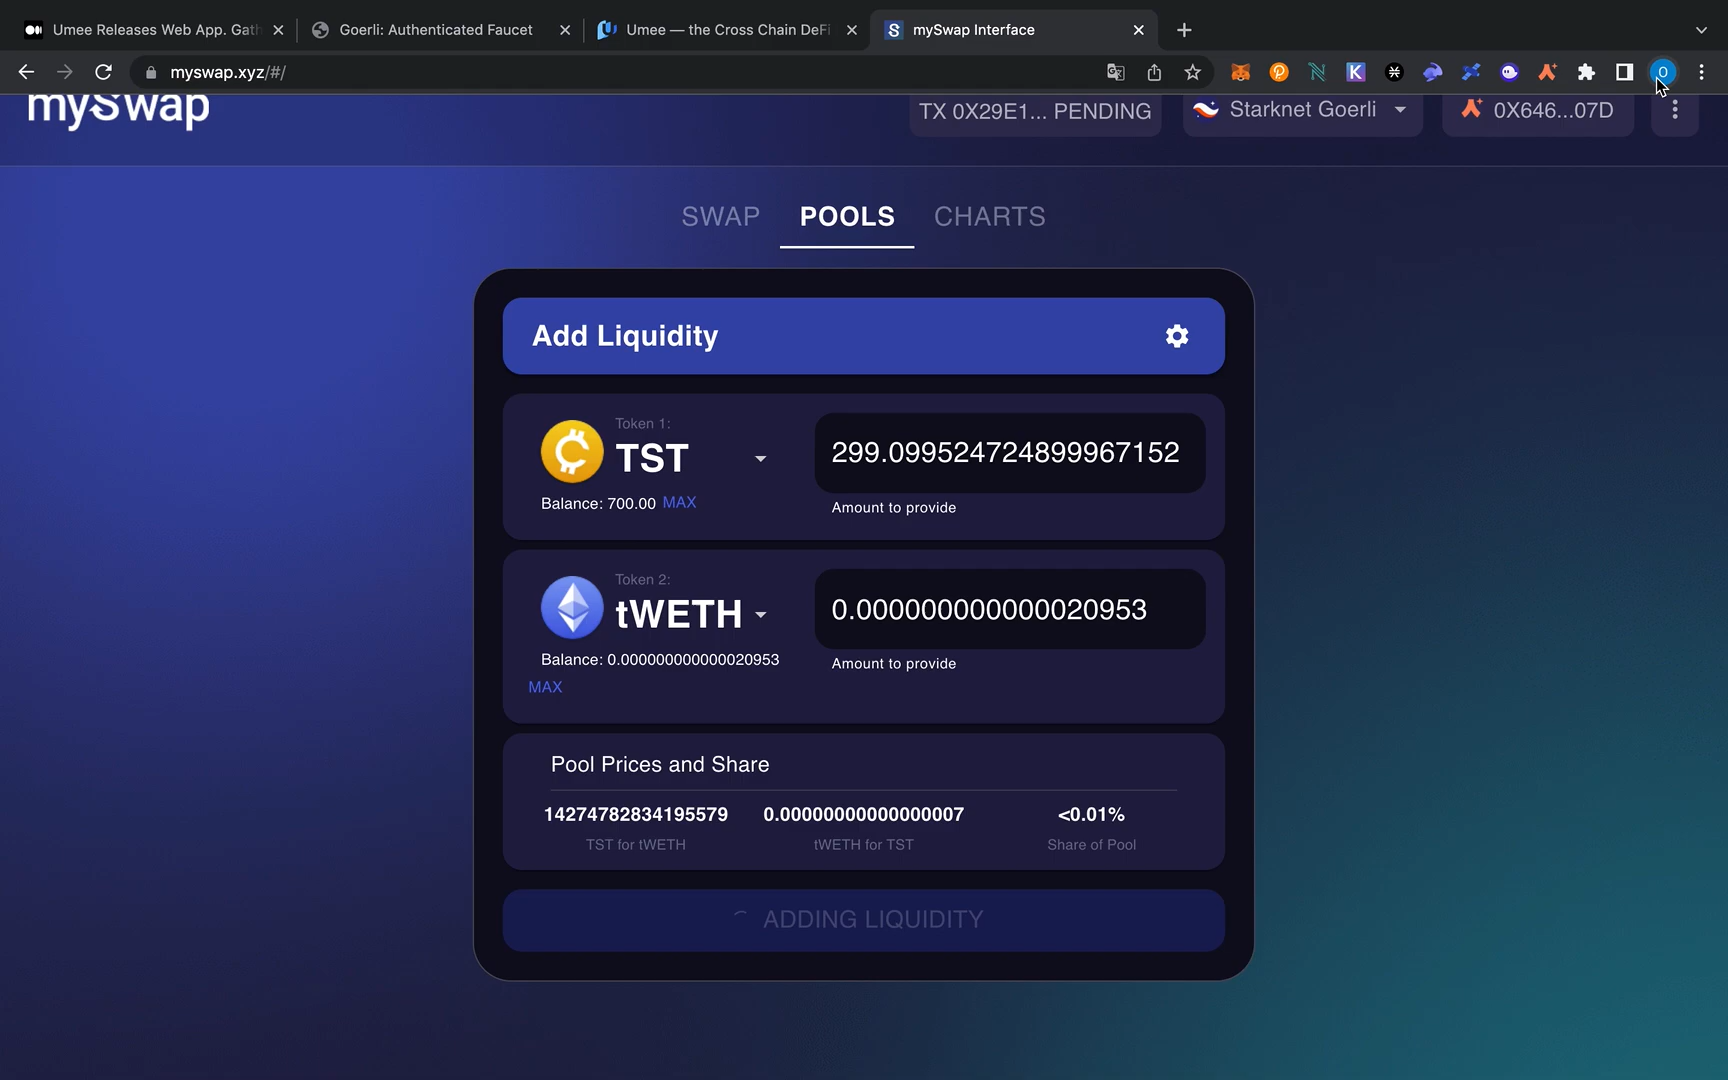 Umee Releases Web App. Gath
Goerli: Authenticated Faucet
Umee — the Cross Chain DeFi
mySwap Interface
myswap.xyz/#/
mySwap
TX 0X29E1... PENDING
Starknet Goerli
0X646...07D
SWAP
POOLS
CHARTS
Add Liquidity
Token 1:
TST
299.099524724899967152
Balance: 700.00 MAX
Amount to provide
Token 2:
tWETH
0.000000000000020953
Balance: 0.000000000000020953
Amount to provide
MAX
Pool Prices and Share
14274782834195579
0.00000000000000007
<0.01%
TST for tWETH
tWETH for TST
Share of Pool
ADDING LIQUIDITY